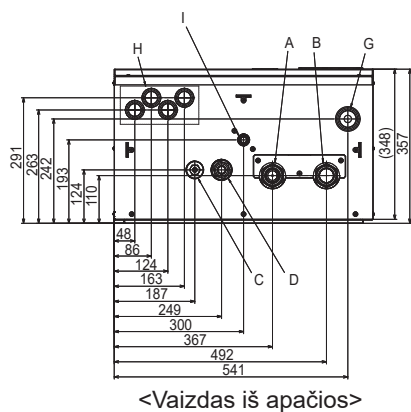 I
H
A
B
G
291
263
242
193
124
110
(348)
357
48
86
124
163
187
249
300
367
492
541
C
D
<Vaizdas iš apačios>